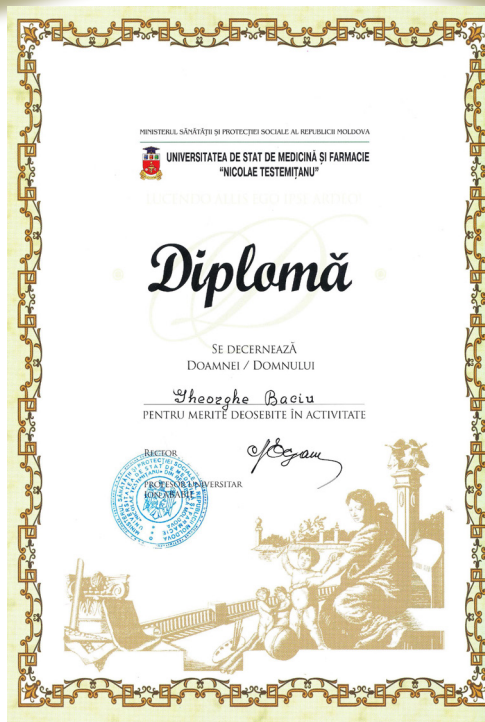 MINISTERUL SĂNĂTĂȚII ȘI PROTECȚIEI SOCIALE AL REPUBLICII MOLDOVA
UNIVERSITATEA DE STAT DE MEDICINĂ ȘI FARMACIE
"NICOLAE TESTEMIȚANU"
Diplomă
SE DECERNEAZĂ
DOAMNEI / DOMNULUI
Gheorghe Baciu
PENTRU MERITE DEOSEBITE ÎN ACTIVITATE
RECTOR
PROFESOR UNIVERSITAR
ION ABABII